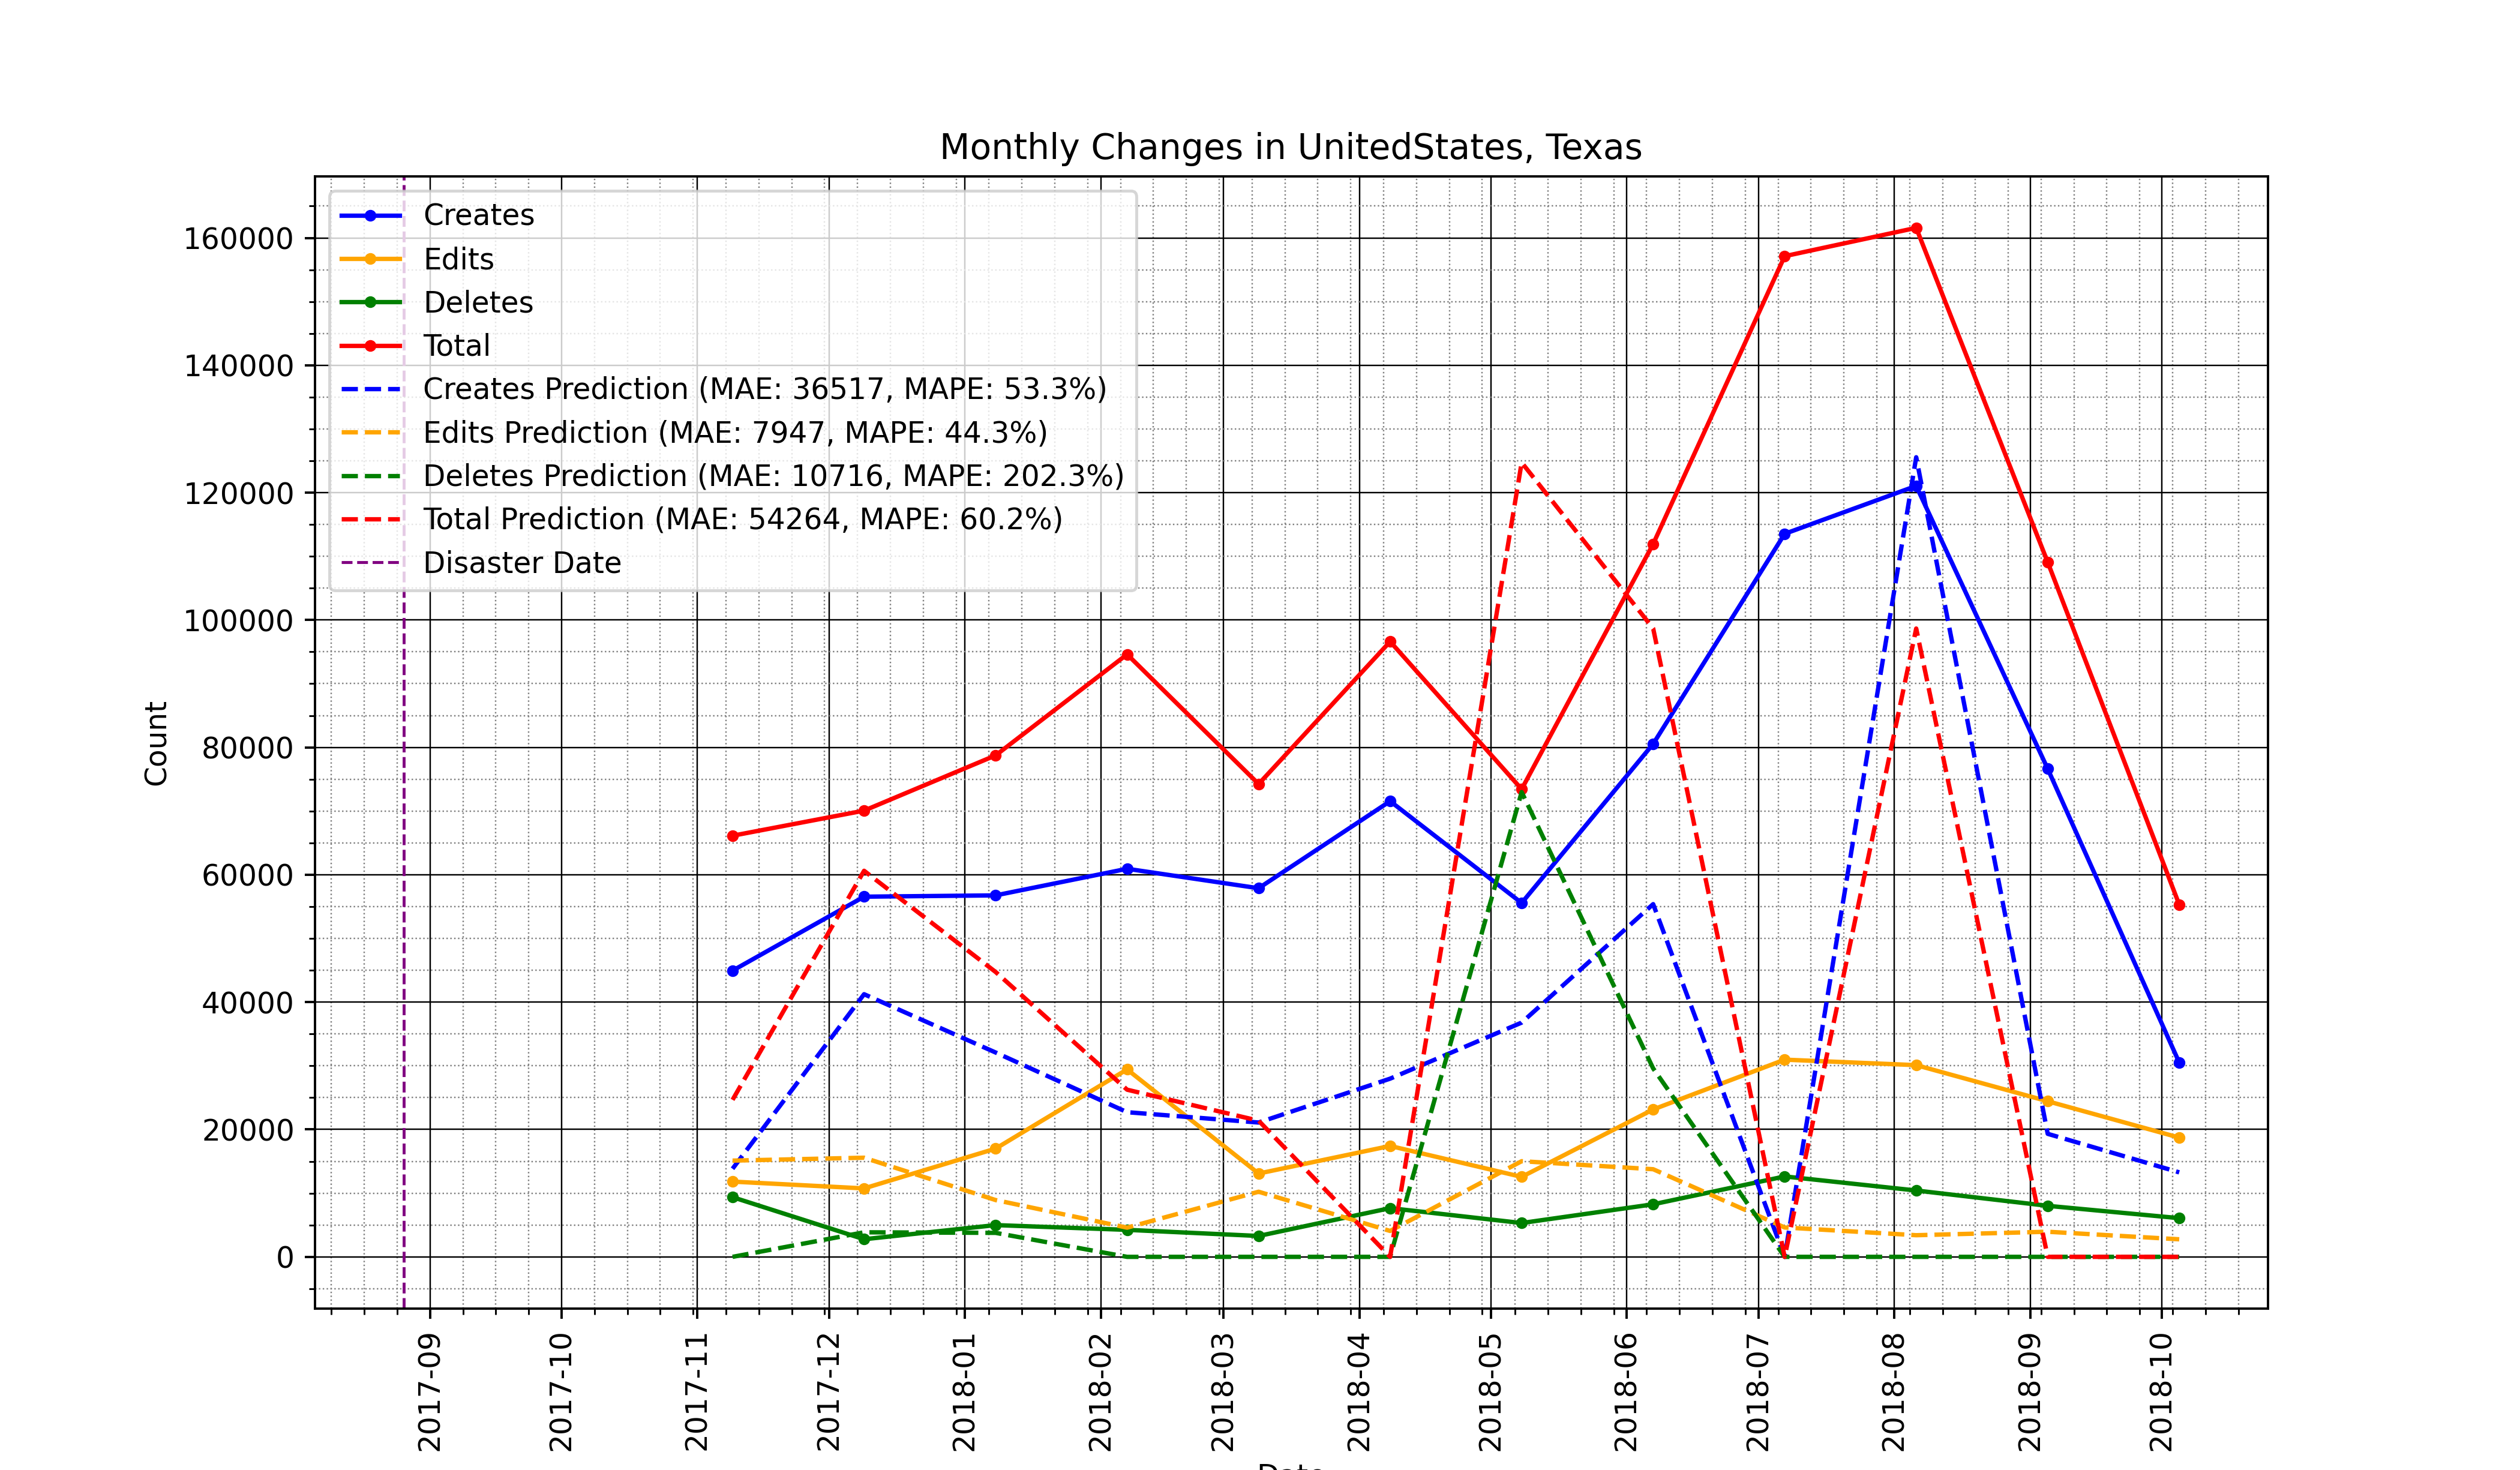 Monthly Changes in UnitedStates, Texas
Creates
Edits
Deletes
Total
Creates Prediction (MAE: 36517, MAPE: 53.3%)
Edits Prediction (MAE: 7947, MAPE: 44.3%)
Deletes Prediction (MAE: 10716, MAPE: 202.3%)
Total Prediction (MAE: 54264, MAPE: 60.2%)
Disaster Date
160000
140000
120000
100000
80000
60000
40000
20000
0
Count
2017-09
2017-10
2017-11
2017-12
2018-01
2018-02
2018-03
2018-04
2018-05
2018-06
2018-07
2018-08
2018-09
2018-10
Date